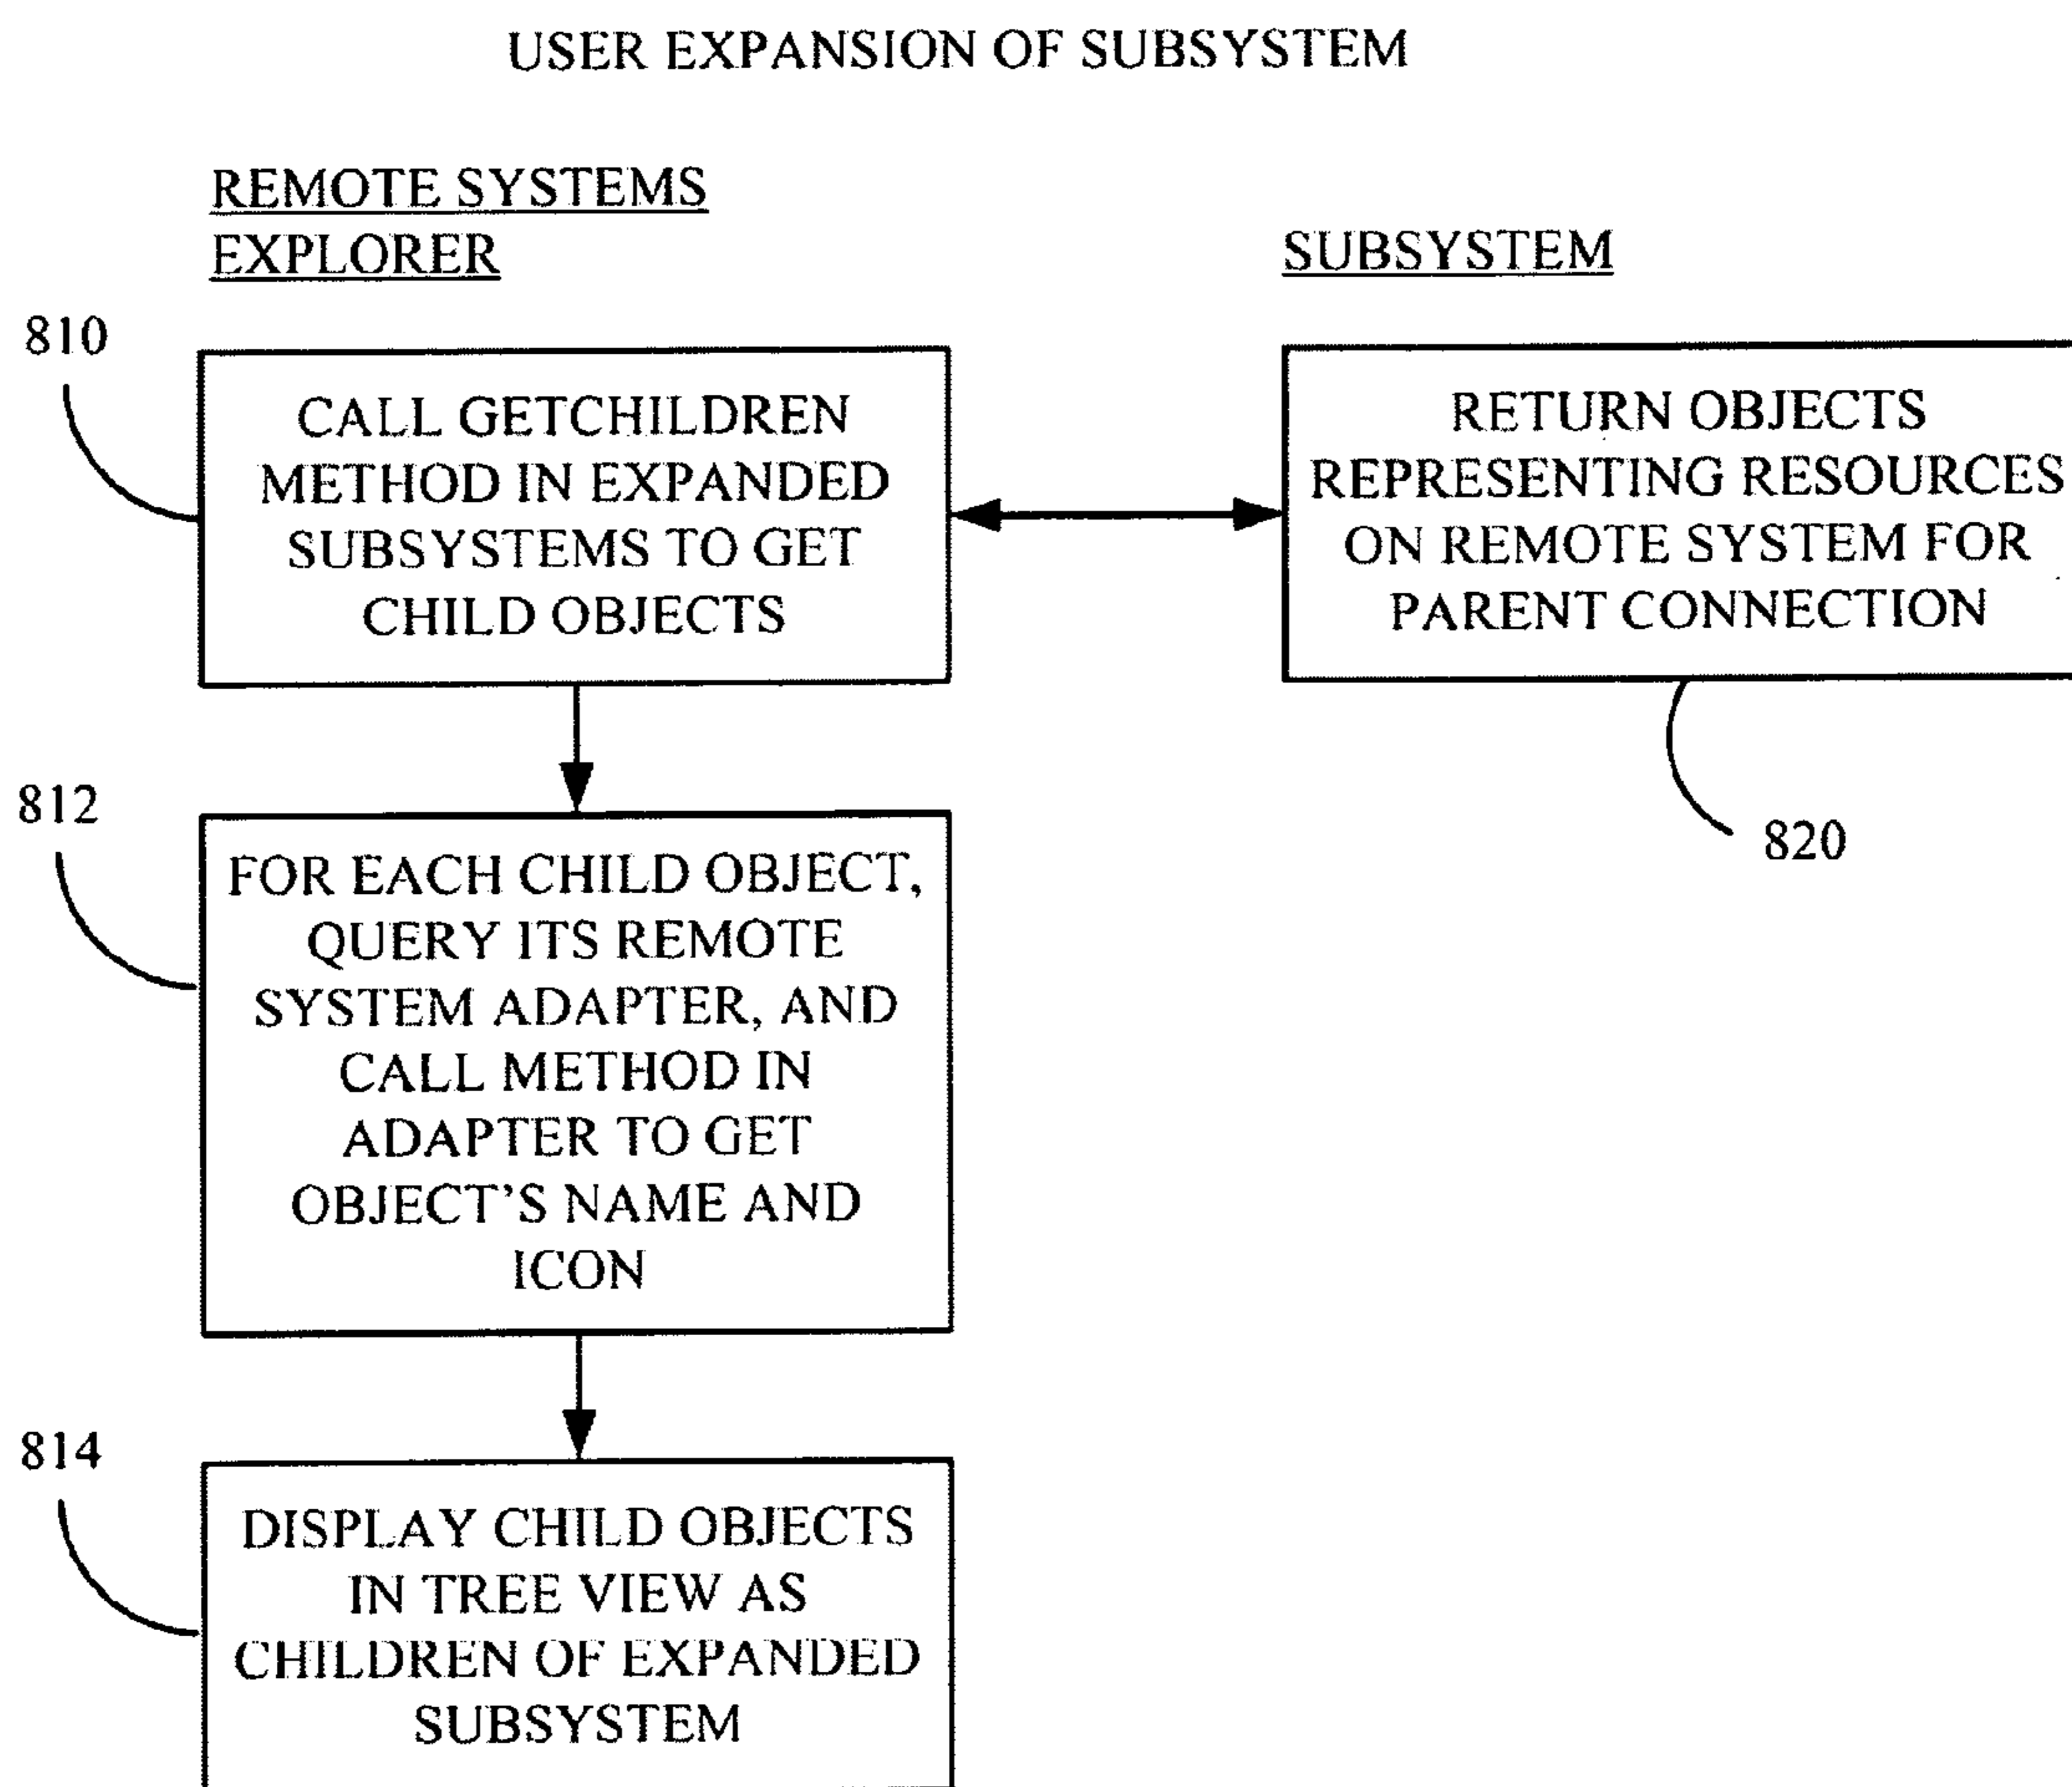 USER EXPANSION OF SUBSYSTEM
REMOTE SYSTEMS
EXPLORER
SUBSYSTEM
810
CALL GETCHILDREN
METHOD IN EXPANDED
SUBSYSTEMS TO GET
CHILD OBJECTS
RETURN OBJECTS
REPRESENTING RESOURCES
ON REMOTE SYSTEM FOR
PARENT CONNECTION
820
812
FOR EACH CHILD OBJECT,
QUERY ITS REMOTE
SYSTEM ADAPTER, AND
CALL METHOD IN
ADAPTER TO GET
OBJECT'S NAME AND
ICON
814
DISPLAY CHILD OBJECTS
IN TREE VIEW AS
CHILDREN OF EXPANDED
SUBSYSTEM